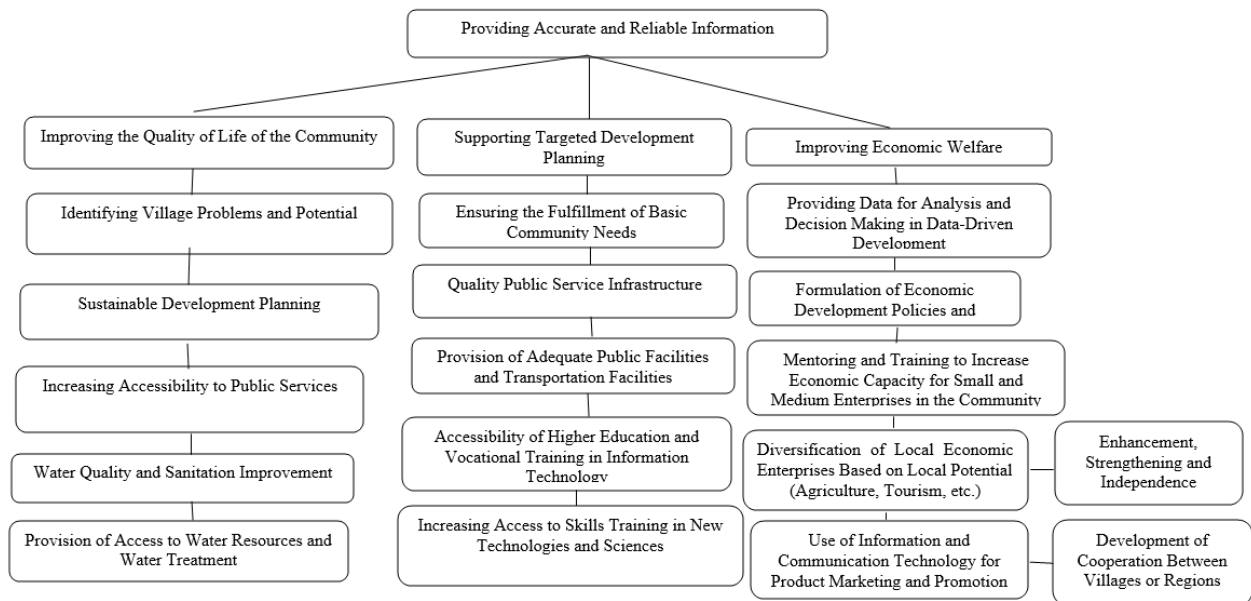 Providing Accurate and Reliable Information
Improving the Quality of Life of the Community
Identifying Village Problems and Potential
Sustainable Development Planning
Increasing Accessibility to Public Services
Water Quality and Sanitation Improvement
Provision of Access to Water Resources and
Water Treatment
Supporting Targeted Development
Planning
Ensuring the Fulfillment of Basic
Community Needs
Quality Public Service Infrastructure
Provision of Adequate Public Facilities
and Transportation Facilities
Accessibility of Higher Education and
Vocational Training in Information
Technology
Increasing Access to Skills Training in New
Technologies and Sciences
Improving Economic Welfare
Providing Data for Analysis and
Decision Making in Data-Driven
Development
Formulation of Economic
Development Policies and
Mentoring and Training to Increase
Economic Capacity for Small and
Medium Enterprises in the Community
Diversification of Local Economic
Enterprises Based on Local Potential
(Agriculture, Tourism, etc.)
Enhancement,
Strengthening and
Independence
Use of Information and
Communication Technology for
Product Marketing and Promotion
Development of
Cooperation Between
Villages or Regions